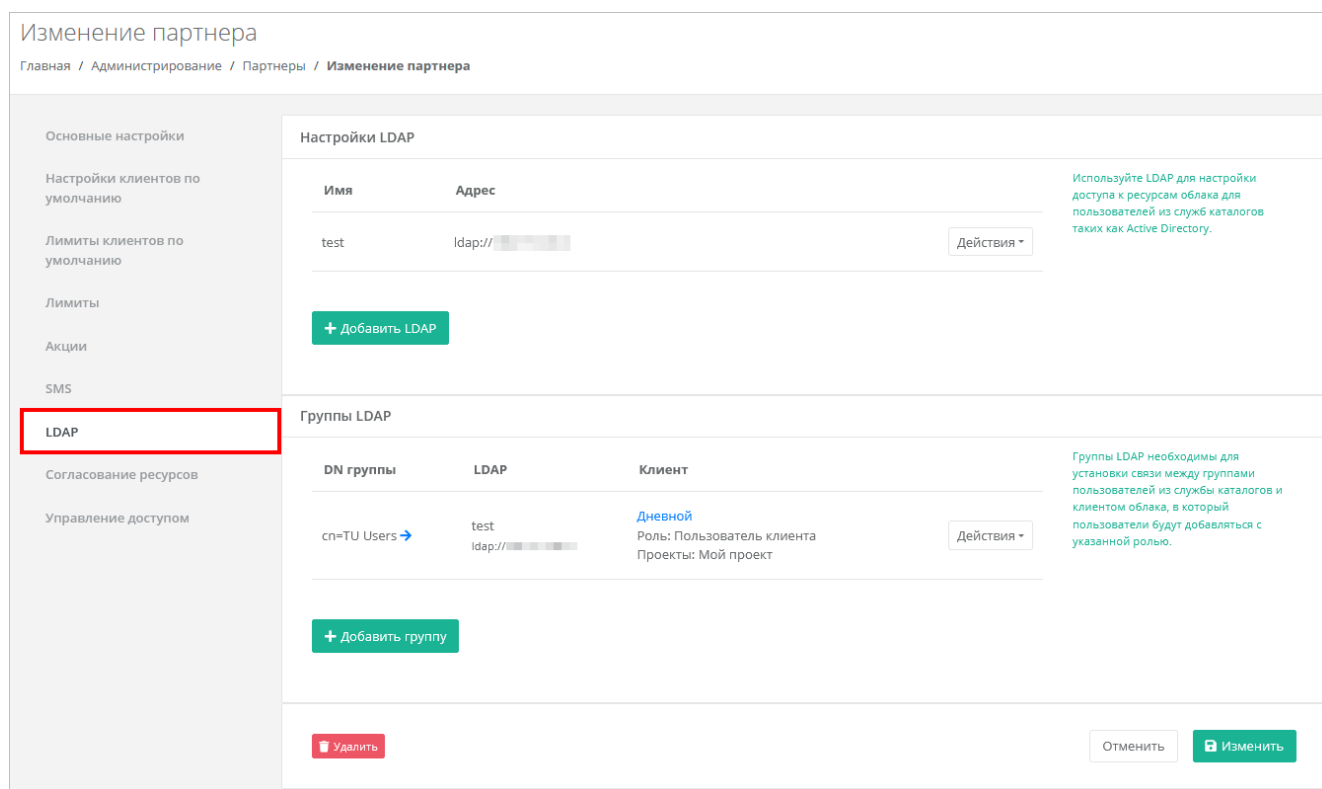 Изменение партнера
Главная / Администрирование / Партнеры / Изменение партнера
Основные настройки
Настройки клиентов по
умолчанию
Лимиты клиентов по
умолчанию
Лимиты
Акции
SMS
LDAP
Согласование ресурсов
Управление доступом
Настройки LDAP
Имя Адрес
test ldap:// Действия
Используйте LDAP для настройки
доступа к ресурсам облака для
пользователей из служб каталогов
таких как Active Directory.
+ Добавить LDAP
Группы LDAP
DN группы LDAP Клиент
cn=TU Users
test
ldap://
Дневной
Роль: Пользователь клиента
Проекты: Мой проект
Действия
Группы LDAP необходимы для
установки связи между группами
пользователей из службы каталогов и
клиентом облака, в который
пользователи будут добавляться с
указанной ролью.
+ Добавить группу
Удалить
Отменить
Изменить